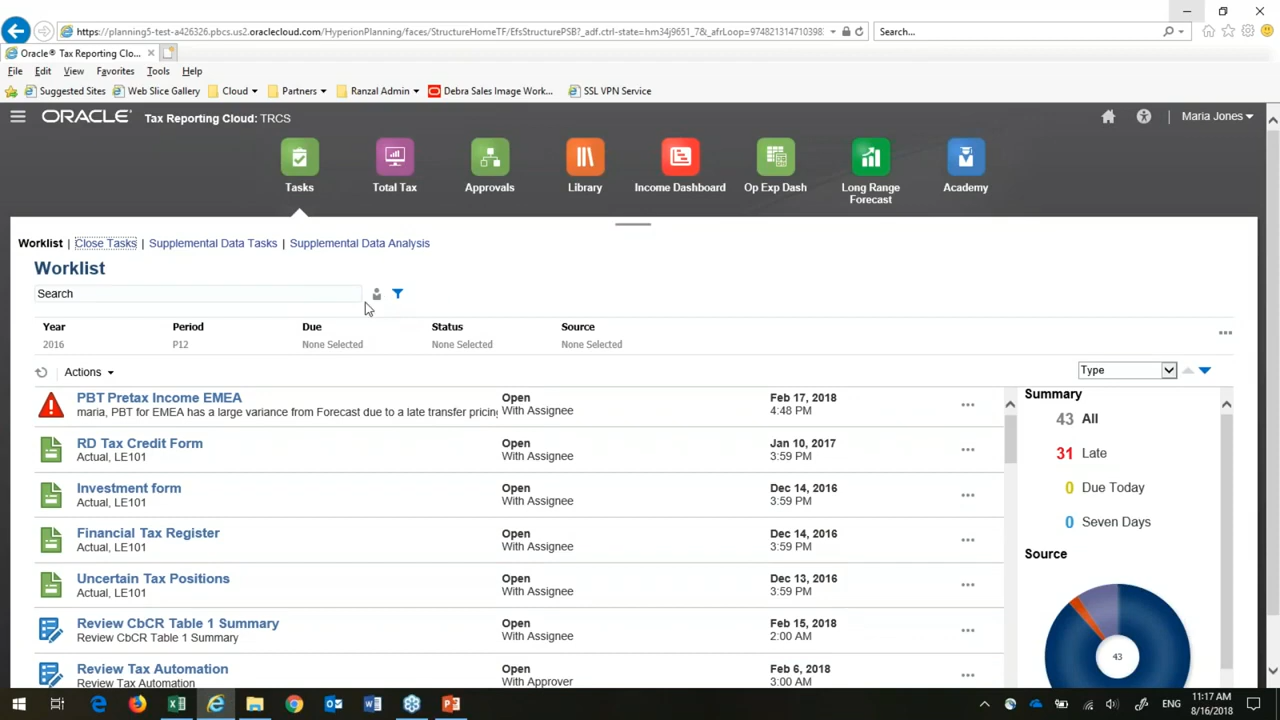 https://planning5-test-a426326.pbcs.us2.oraclecloud.com/HyperionPlanning/faces/StructureHomeTF/EfsStructurePSB?_adf.ctrl-state=hm34j9651_7&_afrLoop=97482131471039
Search...
Oracle® Tax Reporting Clo...
File Edit View Favorites Tools Help
Suggested Sites Web Slice Gallery Cloud Partners Ranzal Admin Debra Sales Image Work... SSL VPN Service
ORACLE® Tax Reporting Cloud: TRCS
Maria Jones
Tasks
Total Tax
Approvals
Library
Income Dashboard
Op Exp Dash
Long Range
Forecast
Academy
Worklist | Close Tasks | Supplemental Data Tasks | Supplemental Data Analysis
Worklist
Search
Year Period Due Status Source
2016 P12 None Selected None Selected None Selected
Actions
Type
PBT Pretax Income EMEA Open Feb 17, 2018
maria, PBT for EMEA has a large variance from Forecast due to a late transfer pricing With Assignee 4:48 PM
RD Tax Credit Form Open Jan 10, 2017
Actual, LE101 With Assignee 3:59 PM
Investment form Open Dec 14, 2016
Actual, LE101 With Assignee 3:59 PM
Financial Tax Register Open Dec 14, 2016
Actual, LE101 With Assignee 3:59 PM
Uncertain Tax Positions Open Dec 13, 2016
Actual, LE101 With Assignee 3:59 PM
Review CbCR Table 1 Summary Open Feb 15, 2018
Review CbCR Table 1 Summary With Assignee 2:00 AM
Review Tax Automation Open Feb 6, 2018
Review Tax Automation With Approver 3:00 AM
Summary
43 All
31 Late
0 Due Today
0 Seven Days
Source
43
ENG
11:17 AM
8/16/2018